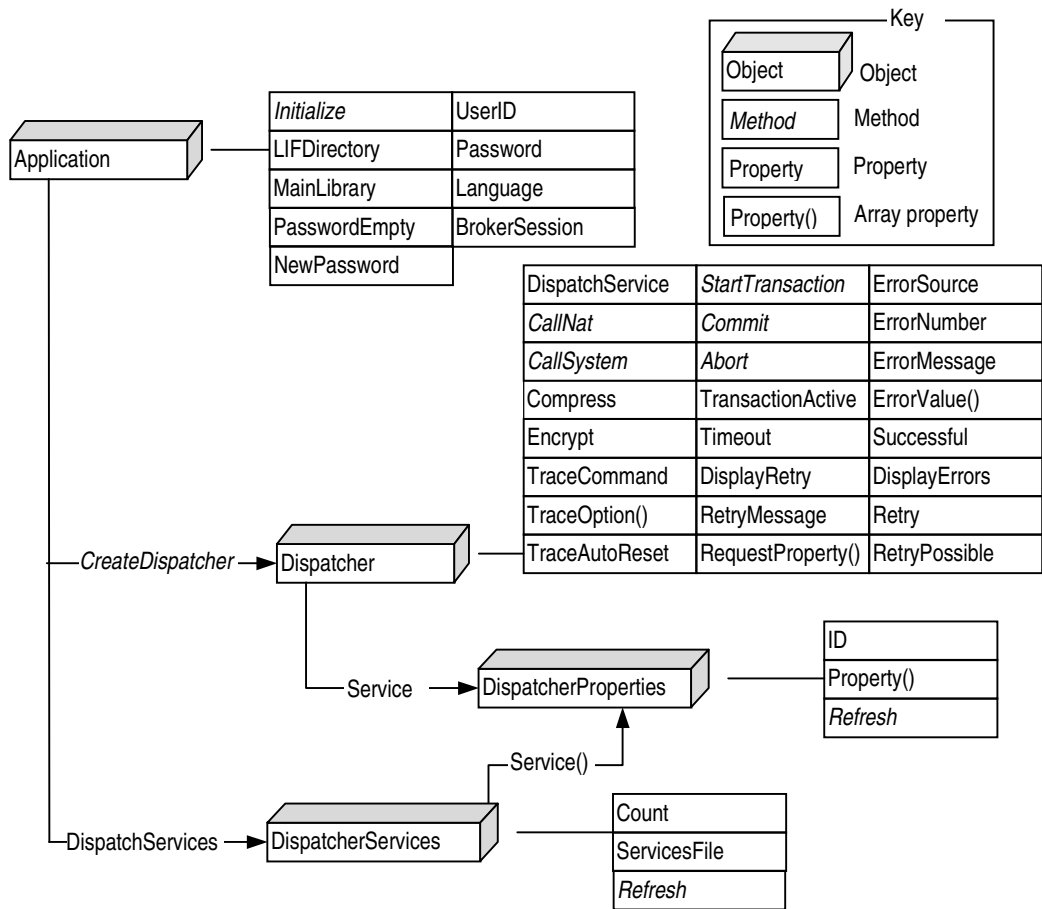 Key
Object Object
Method Method
Property Property
Property() Array property
Application
Initialize UserID
LIFDirectory Password
MainLibrary Language
PasswordEmpty BrokerSession
NewPassword
DispatchService StartTransaction ErrorSource
CallNat Commit ErrorNumber
CallSystem Abort ErrorMessage
Compress TransactionActive ErrorValue()
Encrypt Timeout Successful
TraceCommand DisplayRetry DisplayErrors
TraceOption() RetryMessage Retry
TraceAutoReset RequestProperty() RetryPossible
CreateDispatcher Dispatcher
Service DispatcherProperties
ID
Property()
Refresh
Service()
DispatchServices DispatcherServices
Count
ServicesFile
Refresh